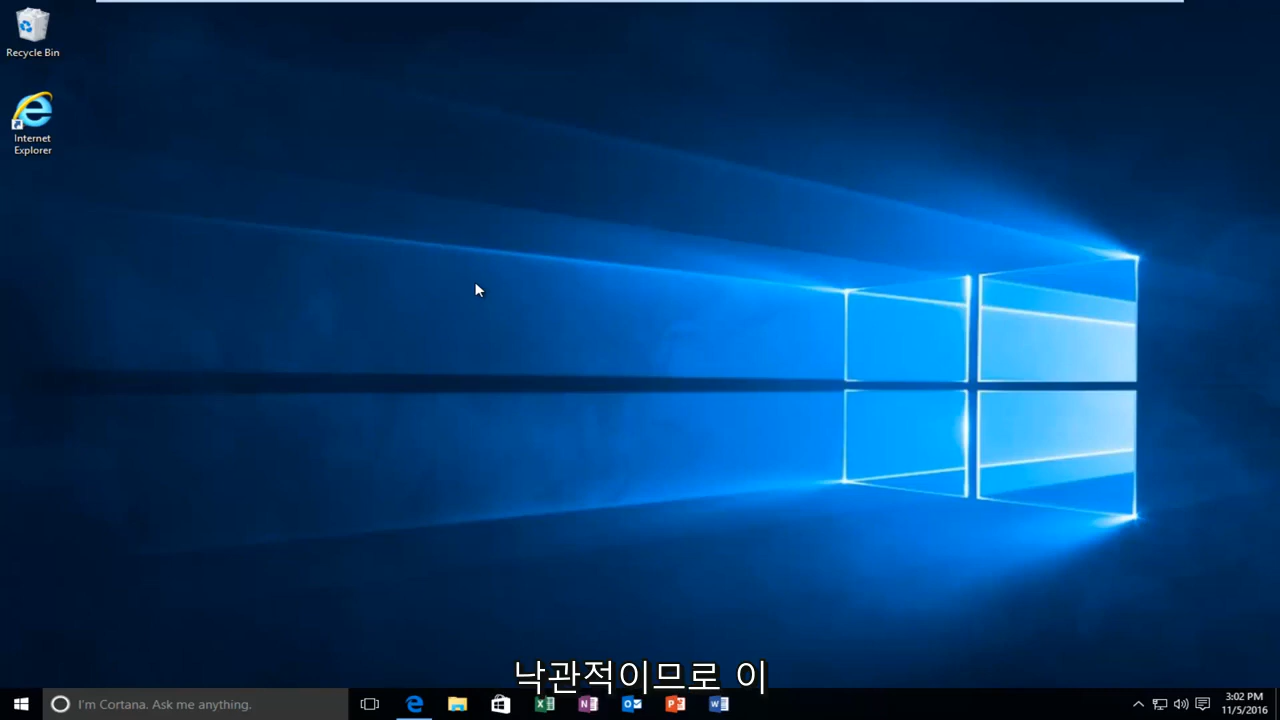 Recycle Bin
Internet
Explorer
낙관적이므로 이
I'm Cortana. Ask me anything.
3:02 PM
11/5/2016